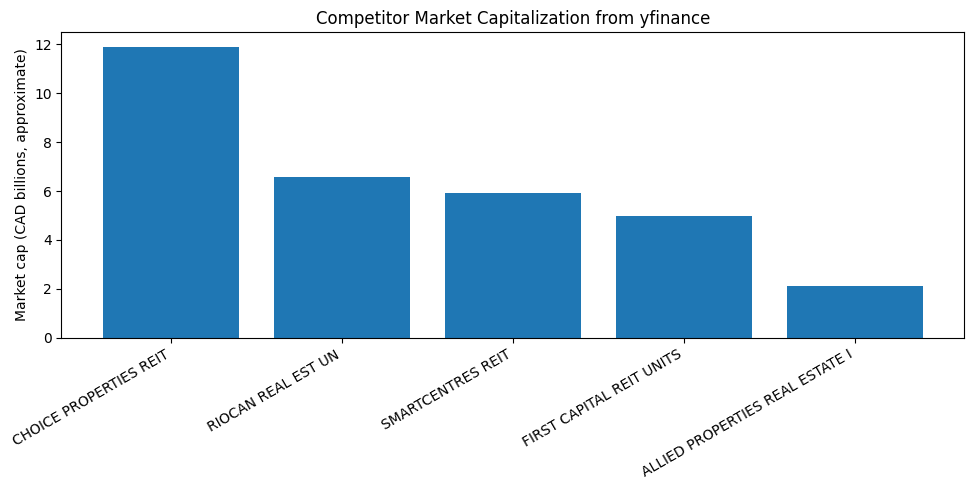 Competitor Market Capitalization from yfinance
Market cap (CAD billions, approximate)
12
10
8
6
4
2
0
CHOICE PROPERTIES REIT
RIOCAN REAL EST UN
SMARTCENTRES REIT
FIRST CAPITAL REIT UNITS
ALLIED PROPERTIES REAL ESTATE I